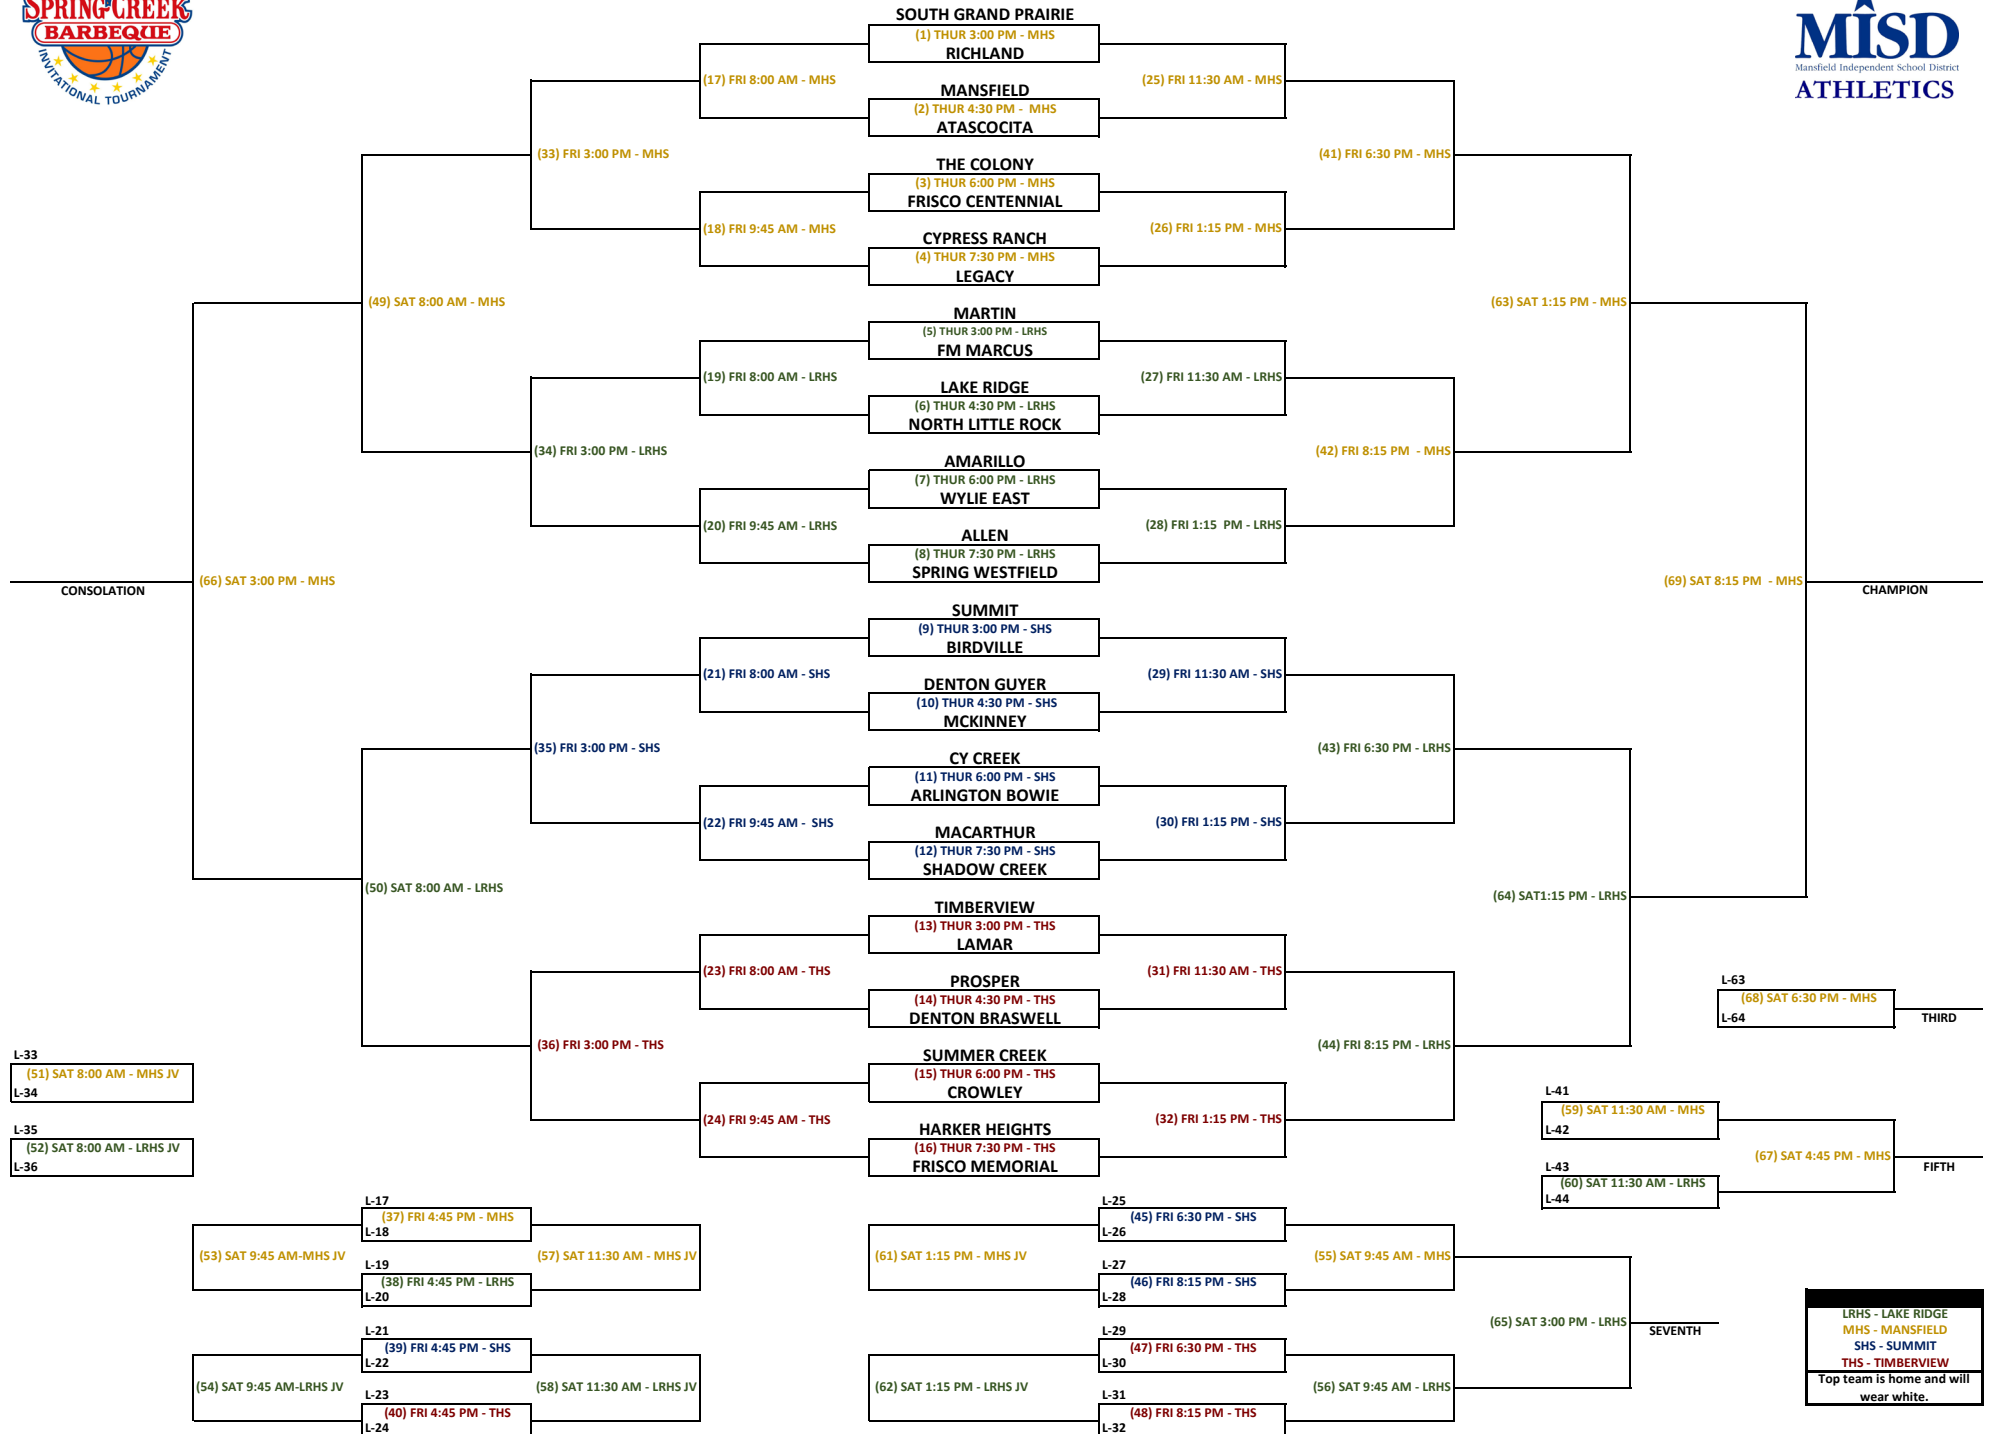 SPRING CREEK
BARBEQUE
INVITATIONAL TOURNAMENT
MISD
Mansfield Independent School District
ATHLETICS
SOUTH GRAND PRAIRIE
(1) THUR 3:00 PM - MHS
RICHLAND
(17) FRI 8:00 AM - MHS
(25) FRI 11:30 AM - MHS
MANSFIELD
(2) THUR 4:30 PM - MHS
ATASCOCITA
(33) FRI 3:00 PM - MHS
(41) FRI 6:30 PM - MHS
THE COLONY
(3) THUR 6:00 PM - MHS
FRISCO CENTENNIAL
(18) FRI 9:45 AM - MHS
(26) FRI 1:15 PM - MHS
CYPRESS RANCH
(4) THUR 7:30 PM - MHS
LEGACY
(49) SAT 8:00 AM - MHS
(63) SAT 1:15 PM - MHS
MARTIN
(5) THUR 3:00 PM - LRHS
FM MARCUS
(19) FRI 8:00 AM - LRHS
(27) FRI 11:30 AM - LRHS
LAKE RIDGE
(6) THUR 4:30 PM - LRHS
NORTH LITTLE ROCK
(34) FRI 3:00 PM - LRHS
(42) FRI 8:15 PM - MHS
AMARILLO
(7) THUR 6:00 PM - LRHS
WYLIE EAST
(20) FRI 9:45 AM - LRHS
(28) FRI 1:15 PM - LRHS
ALLEN
(8) THUR 7:30 PM - LRHS
SPRING WESTFIELD
CONSOLATION
(66) SAT 3:00 PM - MHS
(69) SAT 8:15 PM - MHS
CHAMPION
SUMMIT
(9) THUR 3:00 PM - SHS
BIRDVILLE
(21) FRI 8:00 AM - SHS
(29) FRI 11:30 AM - SHS
DENTON GUYER
(10) THUR 4:30 PM - SHS
MCKINNEY
(35) FRI 3:00 PM - SHS
(43) FRI 6:30 PM - LRHS
CY CREEK
(11) THUR 6:00 PM - SHS
ARLINGTON BOWIE
(22) FRI 9:45 AM - SHS
(30) FRI 1:15 PM - SHS
MACARTHUR
(12) THUR 7:30 PM - SHS
SHADOW CREEK
(50) SAT 8:00 AM - LRHS
(64) SAT1:15 PM - LRHS
TIMBERVIEW
(13) THUR 3:00 PM - THS
LAMAR
(23) FRI 8:00 AM - THS
(31) FRI 11:30 AM - THS
PROSPER
(14) THUR 4:30 PM - THS
DENTON BRASWELL
L-63
(68) SAT 6:30 PM - MHS
L-64
THIRD
(36) FRI 3:00 PM - THS
(44) FRI 8:15 PM - LRHS
SUMMER CREEK
(15) THUR 6:00 PM - THS
CROWLEY
L-33
(51) SAT 8:00 AM - MHS JV
L-34
(24) FRI 9:45 AM - THS
(32) FRI 1:15 PM - THS
L-41
(59) SAT 11:30 AM - MHS
L-42
HARKER HEIGHTS
(16) THUR 7:30 PM - THS
FRISCO MEMORIAL
L-35
(52) SAT 8:00 AM - LRHS JV
L-36
(67) SAT 4:45 PM - MHS
FIFTH
L-43
(60) SAT 11:30 AM - LRHS
L-44
L-17
(37) FRI 4:45 PM - MHS
L-18
(53) SAT 9:45 AM-MHS JV
(57) SAT 11:30 AM - MHS JV
L-19
(38) FRI 4:45 PM - LRHS
L-20
L-25
(45) FRI 6:30 PM - SHS
L-26
(61) SAT 1:15 PM - MHS JV
(55) SAT 9:45 AM - MHS
L-27
(46) FRI 8:15 PM - SHS
L-28
L-21
(39) FRI 4:45 PM - SHS
L-22
(54) SAT 9:45 AM-LRHS JV
(58) SAT 11:30 AM - LRHS JV
L-23
(40) FRI 4:45 PM - THS
L-24
L-29
(47) FRI 6:30 PM - THS
L-30
(62) SAT 1:15 PM - LRHS JV
(56) SAT 9:45 AM - LRHS
L-31
(48) FRI 8:15 PM - THS
L-32
(65) SAT 3:00 PM - LRHS
SEVENTH
LRHS - LAKE RIDGE
MHS - MANSFIELD
SHS - SUMMIT
THS - TIMBERVIEW
Top team is home and will
wear white.